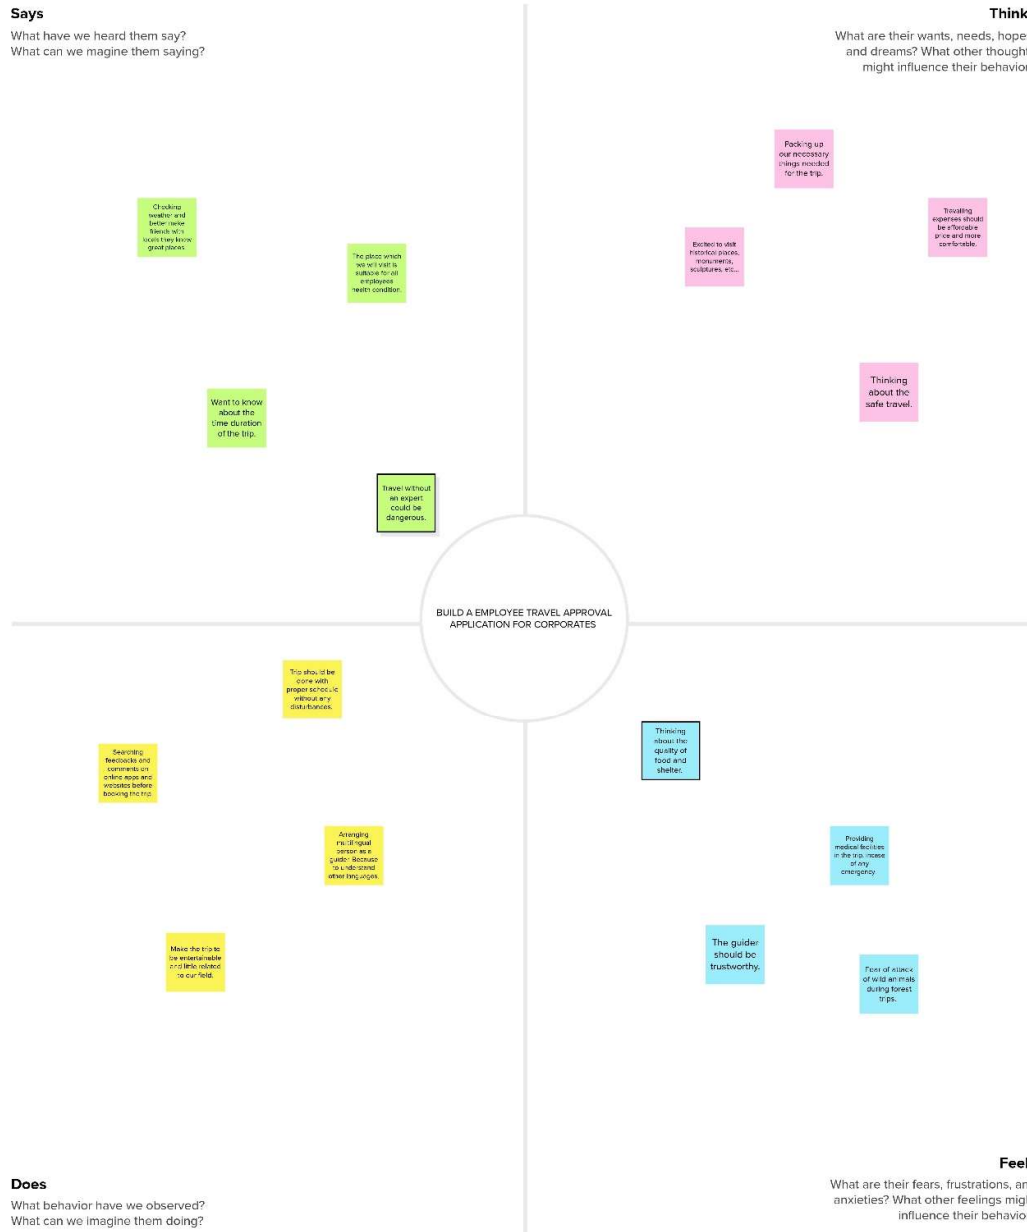 Says
What have we heard them say?
What can we magine them saying?
Think
What are their wants, needs, hope
and dreams? What other thought
might influence their behavior
Checking
weather and
better make
friends with
locals they know
great places.
The place which
we will visit is
suitable for all
employees
health condition.
Want to know
about the
time duration
of the trip.
Travel without
an expert
could be
dangerous.
Packing up
our necessary
things needed
for the trip.
Excited to visit
historical places,
monuments,
sculptures, etc...
Travelling
expenses should
be affordable
price and more
comfortable.
Thinking
about the
safe travel.
BUILD A EMPLOYEE TRAVEL APPROVAL
APPLICATION FOR CORPORATES
Trip should be
done with
proper schedule
without any
disturbances.
Searching
feedbacks and
comments on
online apps and
websites before
booking the trip
Arranging
multilingual
person as a
guider. Because
to understand
other languages.
Make the trip to
be entertainable
and little related
to our field.
Thinking
about the
quality of
food and
shelter.
Providing
medical facilities
in the trip. incase
of any
emergency.
The guider
should be
trustworthy.
Fear of attack
of wild animals
during forest
trips.
Does
What behavior have we observed?
What can we imagine them doing?
Feel
What are their fears, frustrations, an
anxieties? What other feelings migh
influence their behavior